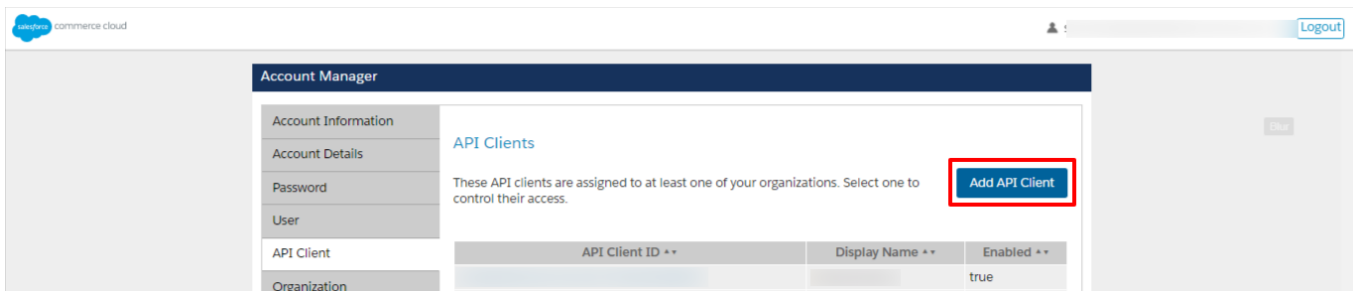 salesforce commerce cloud
Logout
Account Manager
Account Information
Account Details
Password
User
API Client
Organization
API Clients
These API clients are assigned to at least one of your organizations. Select one to
control their access.
Add API Client
API Client ID
Display Name
Enabled
true